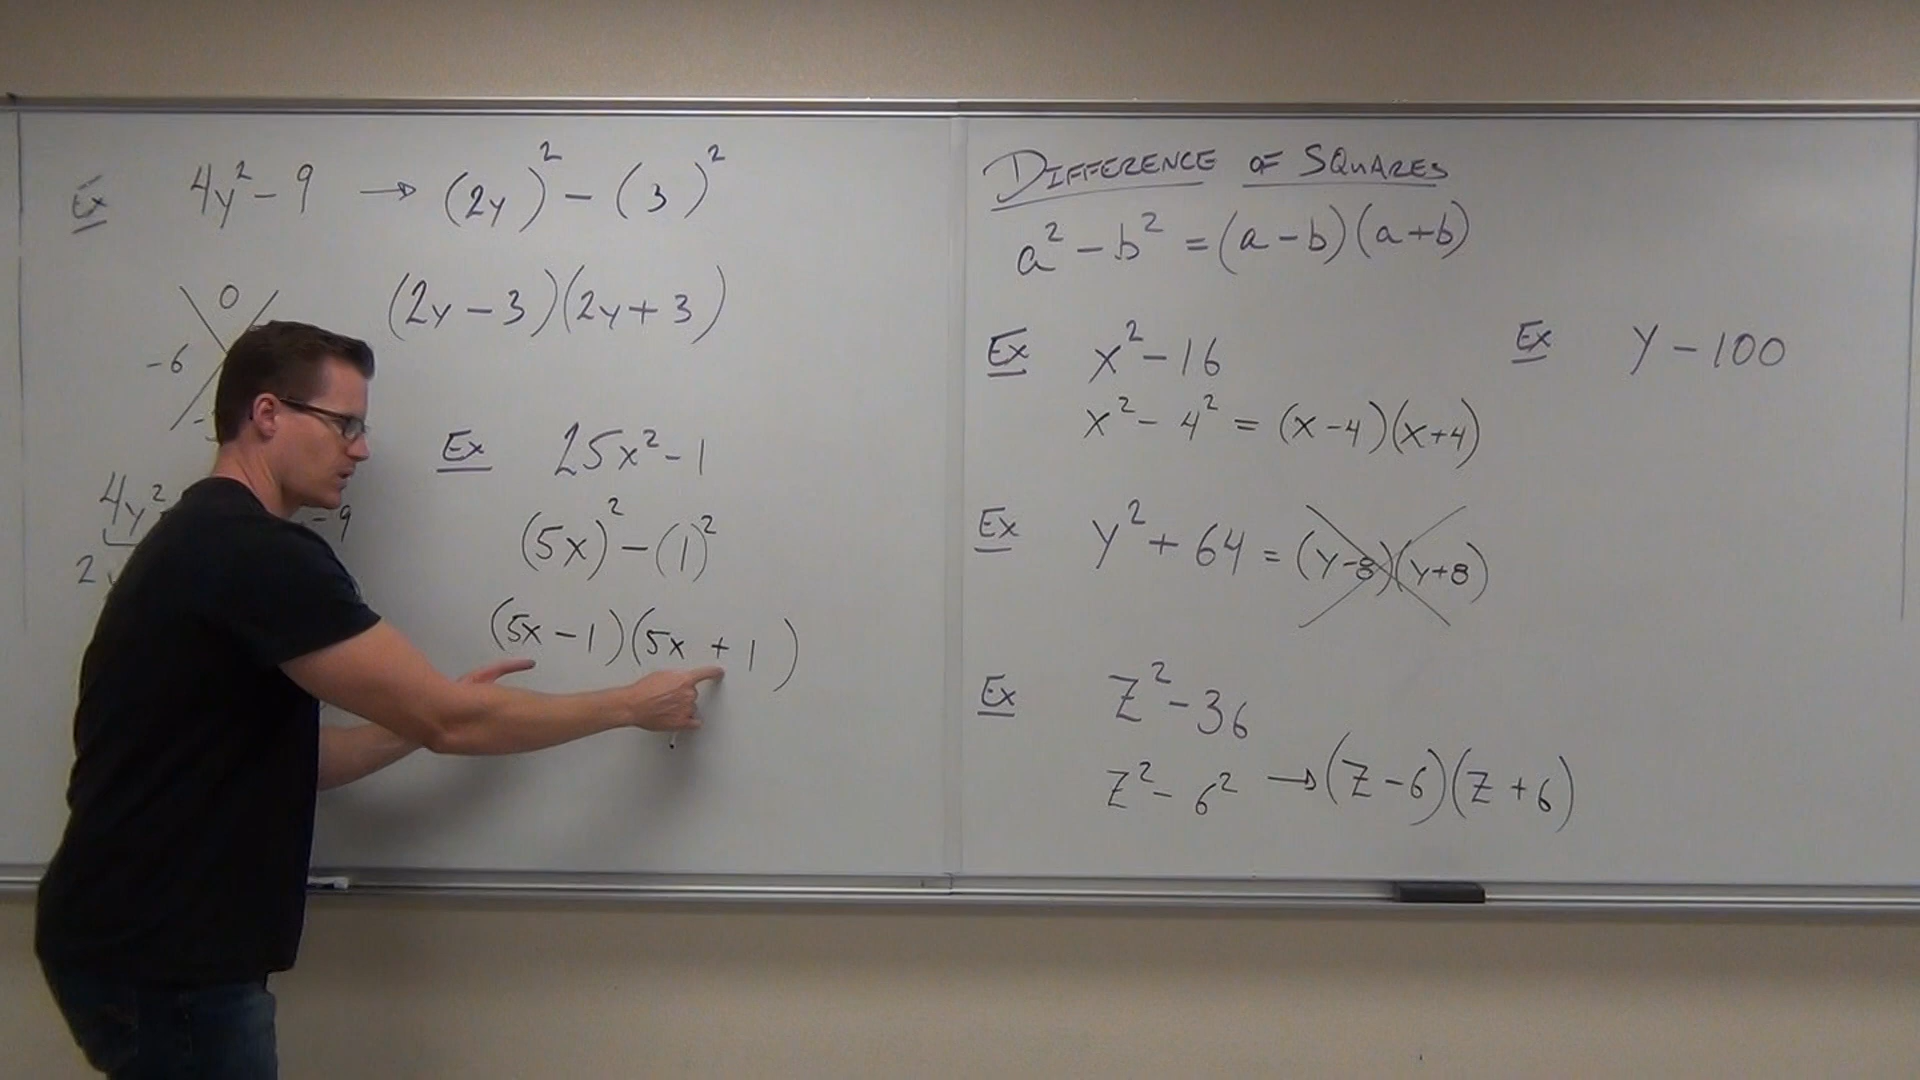 Ex 4y² - 9 → (2y)² - (3)²
(2y - 3)(2y + 3)
0
-6
4y² - 9
2
Ex 25x² - 1
(5x)² - (1)²
(5x - 1)(5x + 1)
DIFFERENCE OF SQUARES
a² - b² = (a - b)(a + b)
Ex x² - 16
x² - 4² = (x - 4)(x + 4)
Ex y - 100
Ex y² + 64 = (y - 8)(y + 8)
Ex z² - 36
z² - 6² → (z - 6)(z + 6)